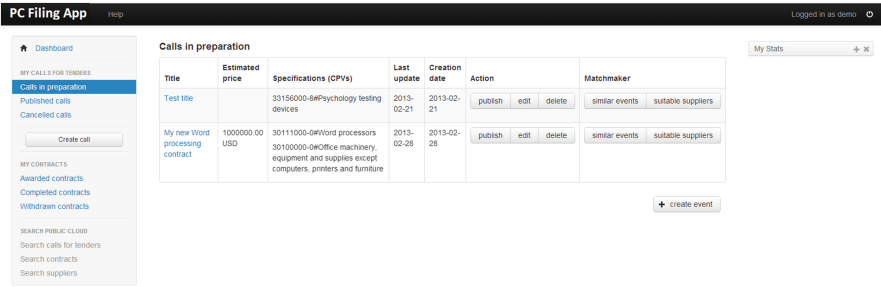 PC Filing App Help Logged in as demo
Dashboard
MY CALLS FOR TENDERS
Calls in preparation
Published calls
Cancelled calls
Create call
MY CONTRACTS
Awarded contracts
Completed contracts
Withdrawn contracts
SEARCH PUBLIC CLOUD
Search calls for tenders
Search contracts
Search suppliers
Calls in preparation
Title Estimated price Specifications (CPVs) Last update Creation date Action Matchmaker
Test title 33156000-8#Psychology testing devices 2013-02-21 2013-02-21 publish edit delete similar events suitable suppliers
My new Word processing contract 1000000.00 USD 30111000-0#Word processors 2013-02-28 2013-02-28 publish edit delete similar events suitable suppliers
30100000-0#Office machinery, equipment and supplies except computers, printers and furniture
+ create event
My Stats